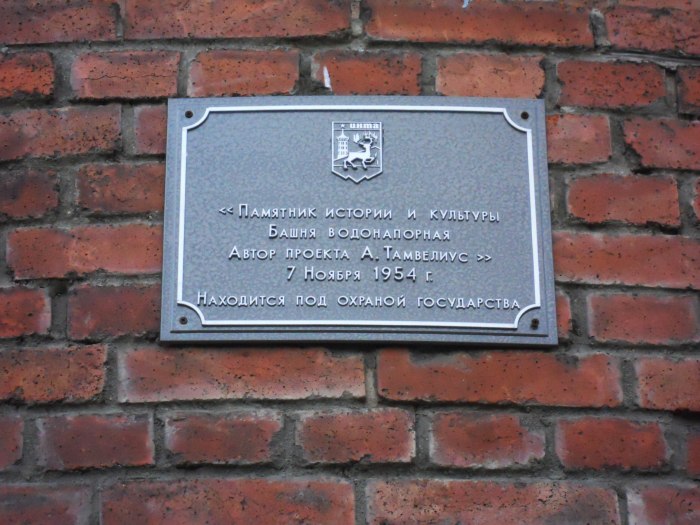 инта
<< Памятник истории и культуры
Башня водонапорная
Автор проекта А. Тамвелиус >>
7 Ноября 1954 г.
Находится под охраной государства